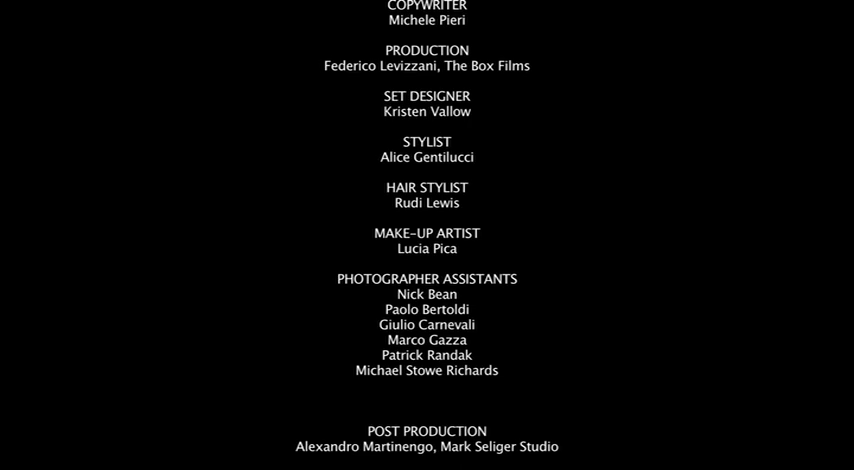 COPYWRITER
Michele Pieri
PRODUCTION
Federico Levizzani, The Box Films
SET DESIGNER
Kristen Vallow
STYLIST
Alice Gentilucci
HAIR STYLIST
Rudi Lewis
MAKE-UP ARTIST
Lucia Pica
PHOTOGRAPHER ASSISTANTS
Nick Bean
Paolo Bertoldi
Giulio Carnevali
Marco Gazza
Patrick Randak
Michael Stowe Richards
POST PRODUCTION
Alexandro Martinengo, Mark Seliger Studio